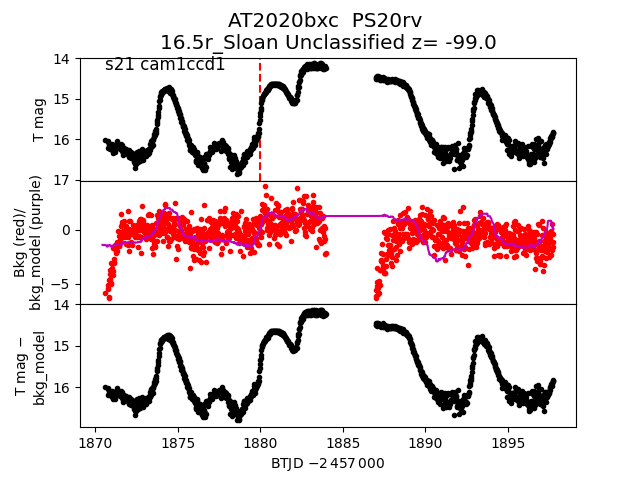 AT2020bxc  PS20rv
16.5r_Sloan Unclassified z= -99.0
s21 cam1ccd1
14
15
16
17
T mag
0
−5
Bkg (red)/
bkg_model (purple)
14
15
16
T mag −
bkg_model
1870 1875 1880 1885 1890 1895
BTJD −2 457 000